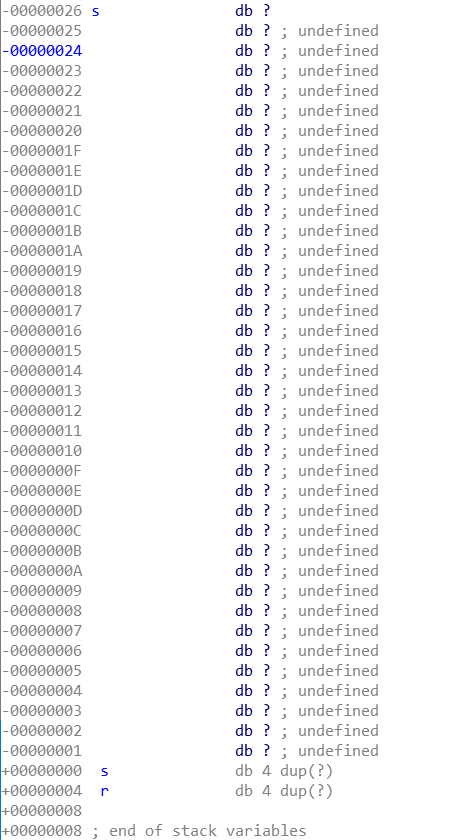 -00000026 s db ?
-00000025 db ? ; undefined
-00000024 db ? ; undefined
-00000023 db ? ; undefined
-00000022 db ? ; undefined
-00000021 db ? ; undefined
-00000020 db ? ; undefined
-0000001F db ? ; undefined
-0000001E db ? ; undefined
-0000001D db ? ; undefined
-0000001C db ? ; undefined
-0000001B db ? ; undefined
-0000001A db ? ; undefined
-00000019 db ? ; undefined
-00000018 db ? ; undefined
-00000017 db ? ; undefined
-00000016 db ? ; undefined
-00000015 db ? ; undefined
-00000014 db ? ; undefined
-00000013 db ? ; undefined
-00000012 db ? ; undefined
-00000011 db ? ; undefined
-00000010 db ? ; undefined
-0000000F db ? ; undefined
-0000000E db ? ; undefined
-0000000D db ? ; undefined
-0000000C db ? ; undefined
-0000000B db ? ; undefined
-0000000A db ? ; undefined
-00000009 db ? ; undefined
-00000008 db ? ; undefined
-00000007 db ? ; undefined
-00000006 db ? ; undefined
-00000005 db ? ; undefined
-00000004 db ? ; undefined
-00000003 db ? ; undefined
-00000002 db ? ; undefined
-00000001 db ? ; undefined
+00000000 s db 4 dup(?)
+00000004 r db 4 dup(?)
+00000008
+00000008 ; end of stack variables